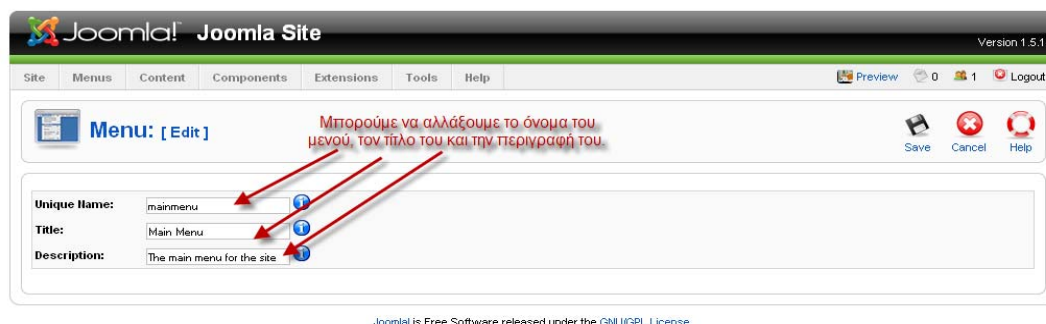 Joomla! Joomla Site
Version 1.5.1
Site Menus Content Components Extensions Tools Help Preview 0 1 Logout
Menu: [ Edit ]
Μπορούμε να αλλάξουμε το όνομα του
μενού, τον τίτλο του και την περιγραφή του.
Save Cancel Help
Unique Name: mainmenu
Title: Main Menu
Description: The main menu for the site
Joomla! is Free Software released under the GNU/GPL License.